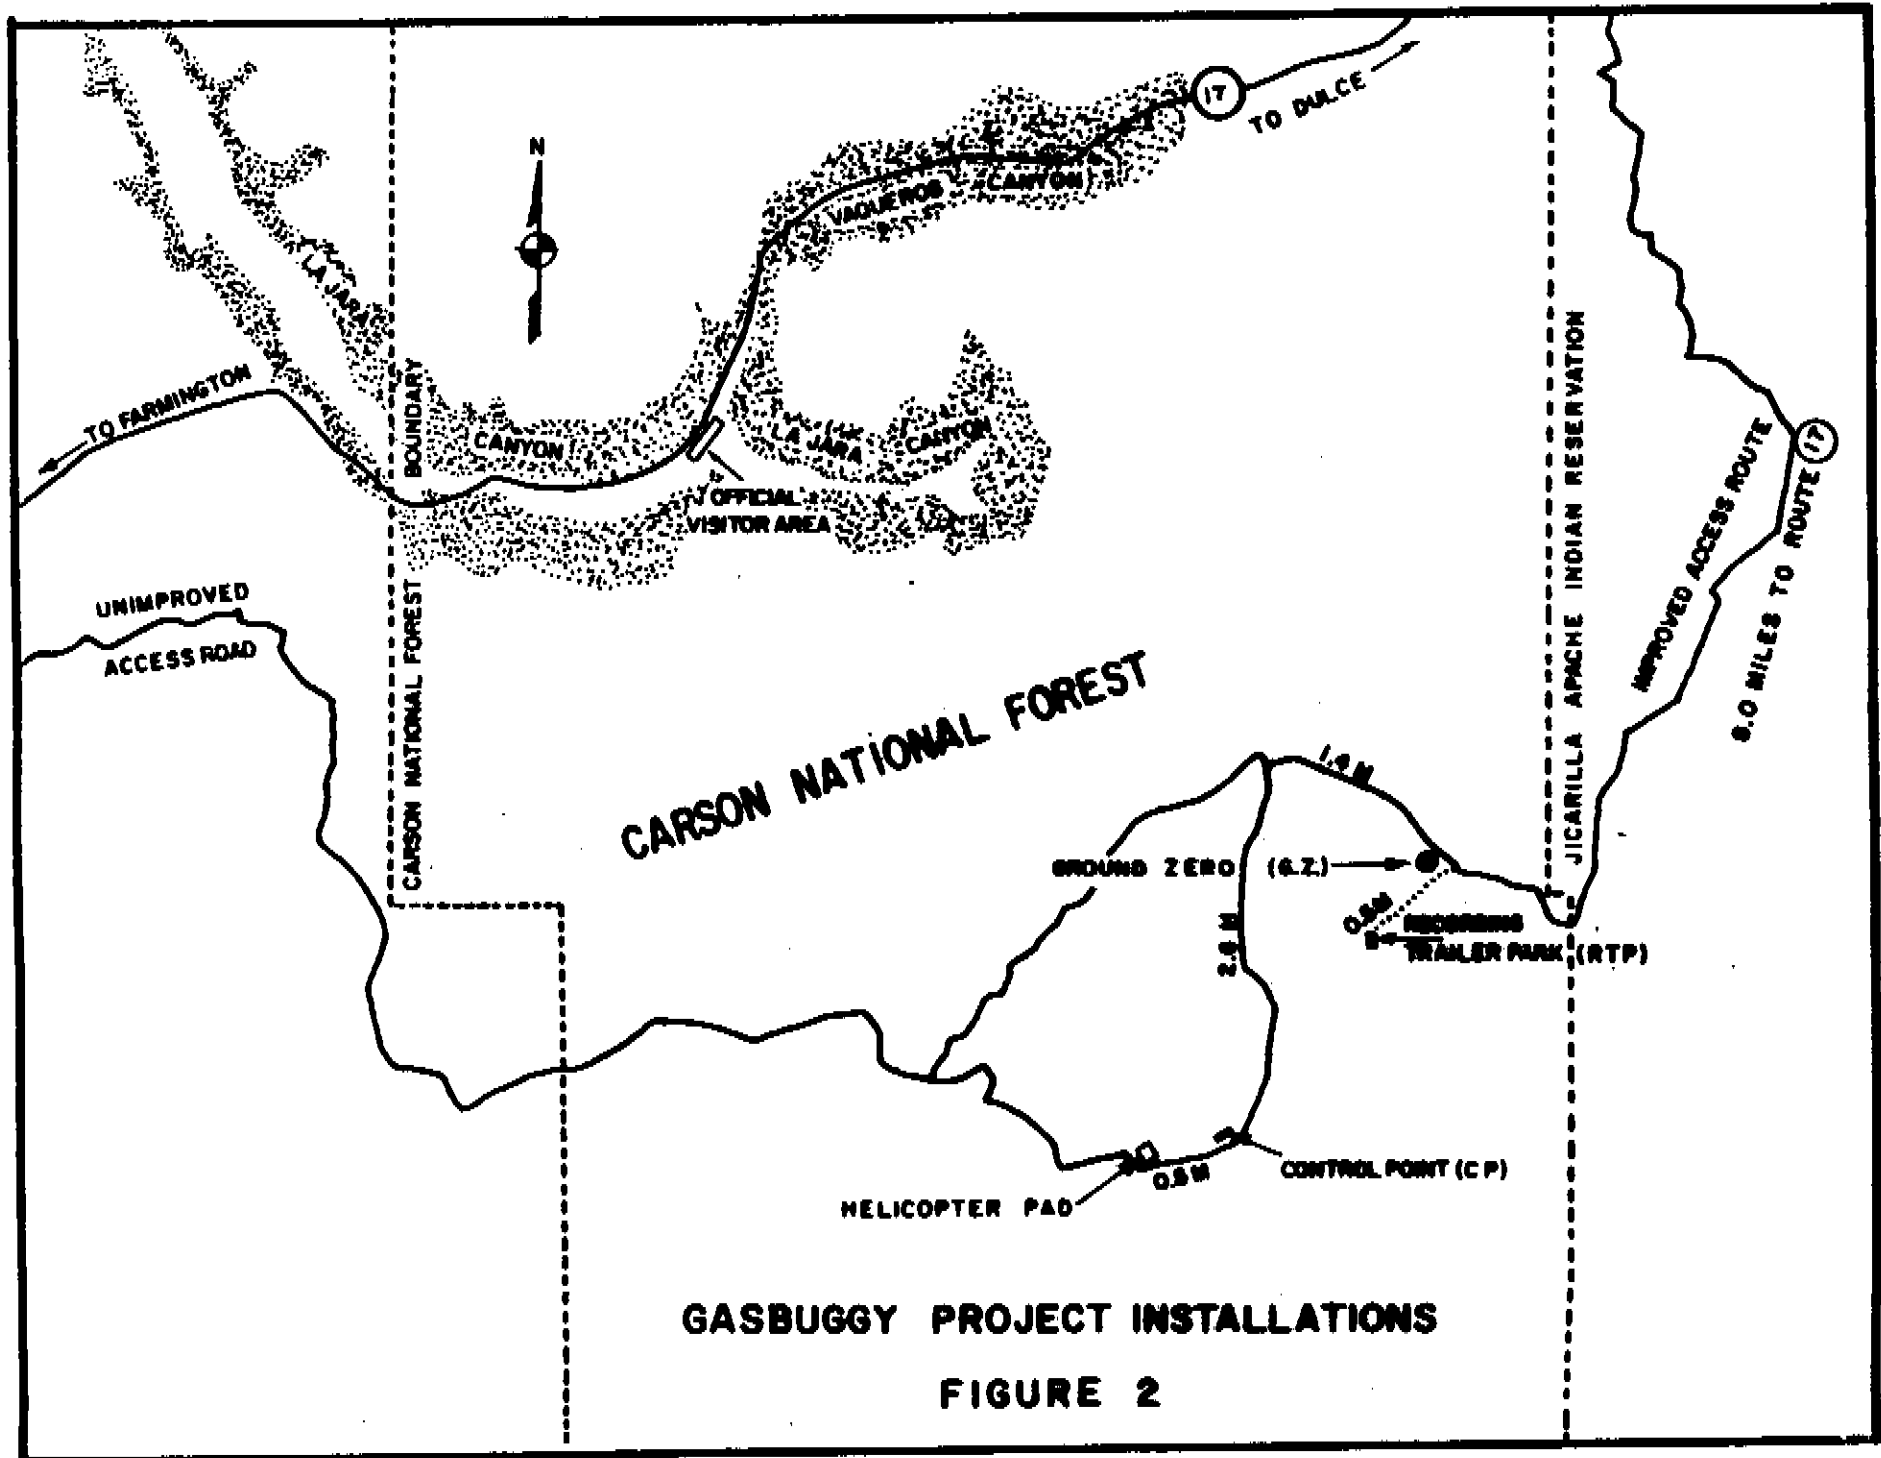 17
TO DULCE
N
VAQUEROS CANYON
LA JARA
TO FARMINGTON
BOUNDARY
CANYON
LA JARA CANYON
OFFICIAL
VISITOR AREA
17
IMPROVED ACCESS ROUTE
MILES TO ROUTE
JICARILLA APACHE INDIAN RESERVATION
UNIMPROVED
ACCESS ROAD
CARSON NATIONAL FOREST
CARSON NATIONAL FOREST
1.4 M
GROUND ZERO (G.Z.)
RECORDING
TRAILER PARK (RTP)
CONTROL POINT (CP)
HELICOPTER PAD
GASBUGGY PROJECT INSTALLATIONS
FIGURE 2